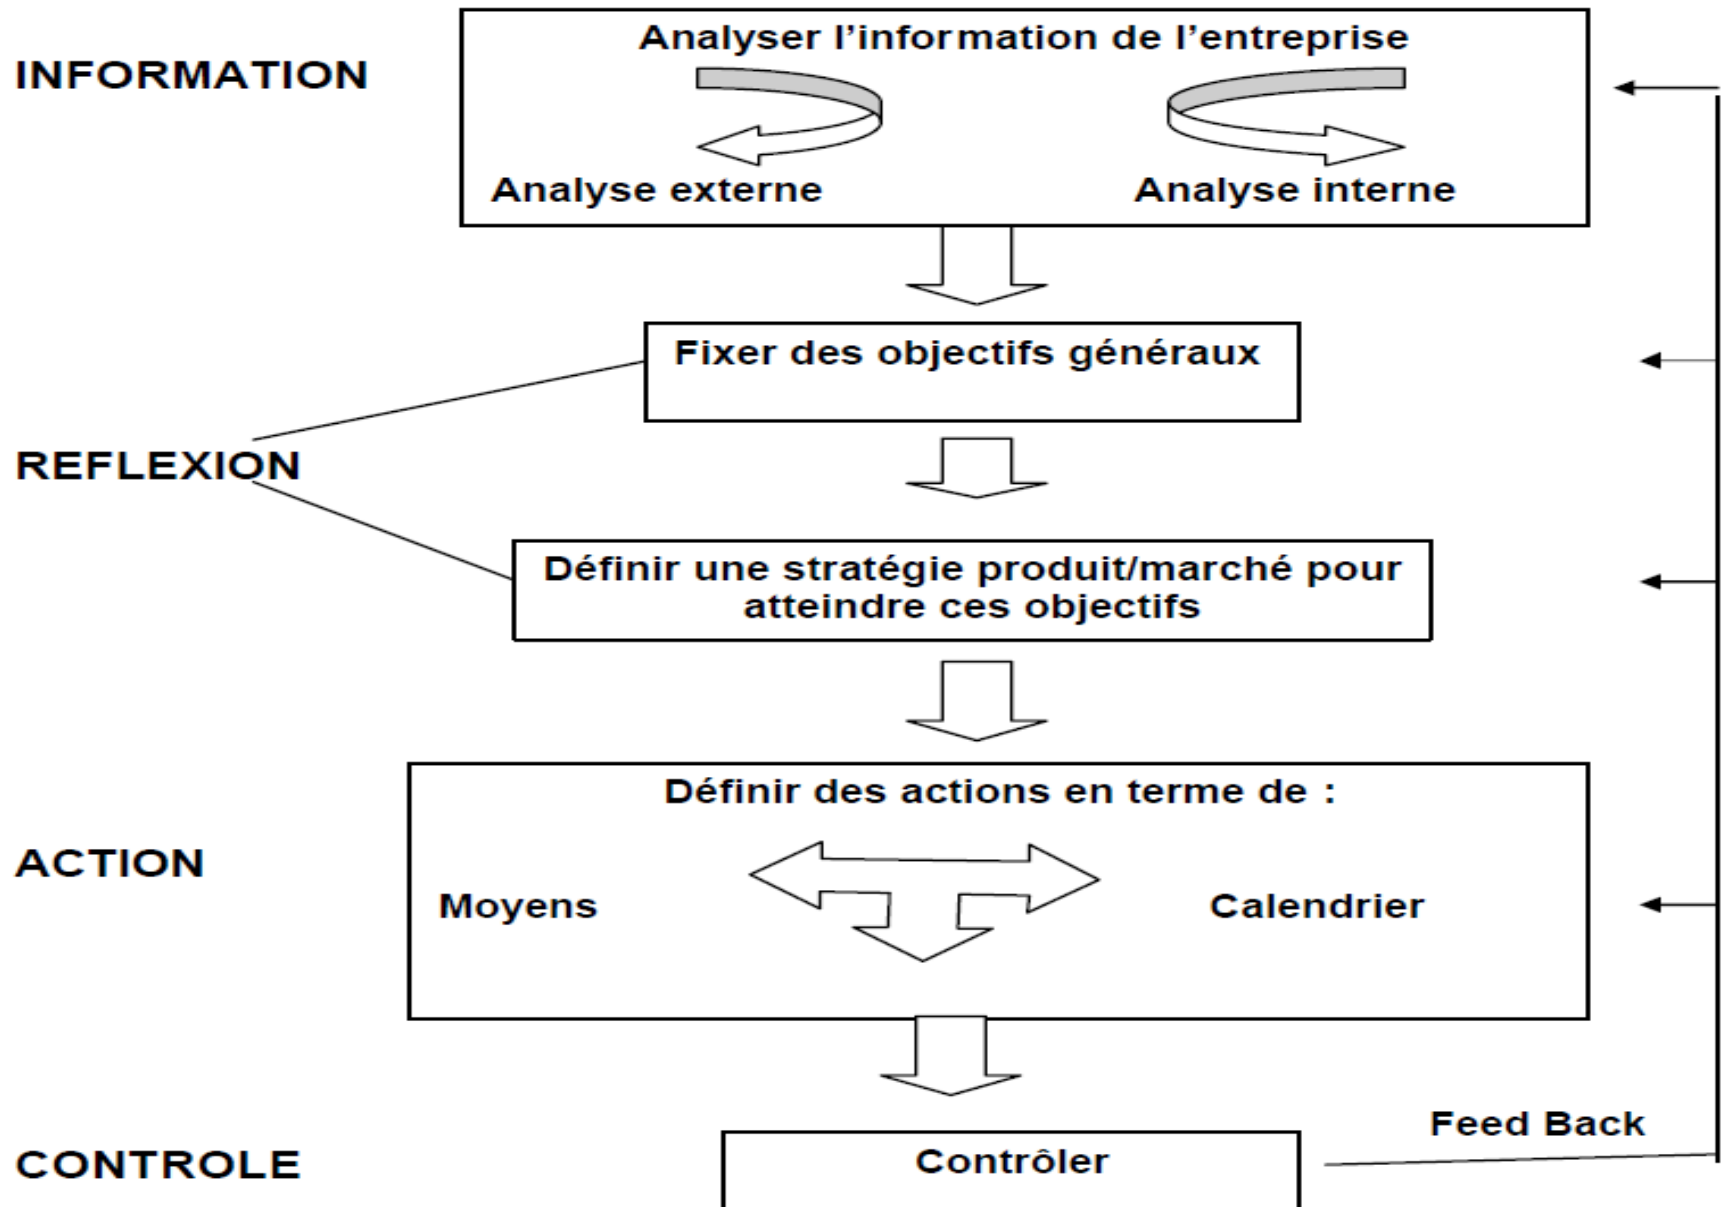 Analyser l'information de l'entreprise
INFORMATION
Analyse externe
Analyse interne
Fixer des objectifs généraux
REFLEXION
Définir une stratégie produit/marché pour
atteindre ces objectifs
Définir des actions en terme de :
ACTION
Moyens
Calendrier
Feed Back
CONTROLE
Contrôler